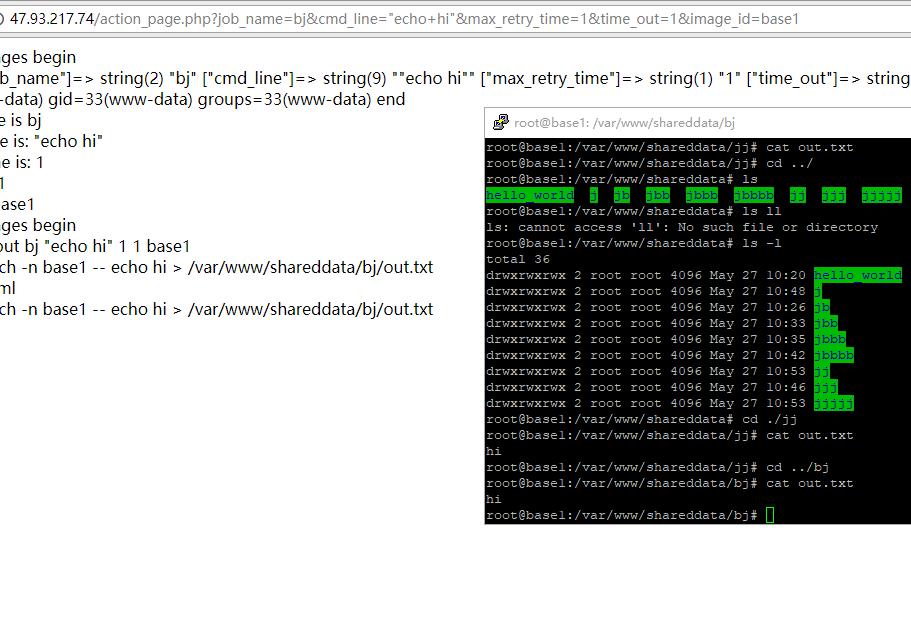 47.93.217.74/action_page.php?job_name=bj&cmd_line="echo+hi"&max_retry_time=1&time_out=1&image_id=base1
ges begin
b_name"]=> string(2) "bj" ["cmd_line"]=> string(9) ""echo hi"" ["max_retry_time"]=> string(1) "1" ["time_out"]=> string
-data) gid=33(www-data) groups=33(www-data) end
e is bj
e is: "echo hi"
ne is: 1
1
ase1
ges begin
out bj "echo hi" 1 1 base1
ch -n base1 -- echo hi > /var/www/shareddata/bj/out.txt
ml
ch -n base1 -- echo hi > /var/www/shareddata/bj/out.txt
root@base1: /var/www/shareddata/bj
root@base1:/var/www/shareddata/jj# cat out.txt
root@base1:/var/www/shareddata/jj# cd ../
root@base1:/var/www/shareddata# ls
hello_world j jb jbb jbbb jbbbb jj jjj jjjjj
root@base1:/var/www/shareddata# ls ll
ls: cannot access 'll': No such file or directory
root@base1:/var/www/shareddata# ls -l
total 36
drwxrwxrwx 2 root root 4096 May 27 10:20 hello_world
drwxrwxrwx 2 root root 4096 May 27 10:48 j
drwxrwxrwx 2 root root 4096 May 27 10:26 jb
drwxrwxrwx 2 root root 4096 May 27 10:33 jbb
drwxrwxrwx 2 root root 4096 May 27 10:35 jbbb
drwxrwxrwx 2 root root 4096 May 27 10:42 jbbbb
drwxrwxrwx 2 root root 4096 May 27 10:53 jj
drwxrwxrwx 2 root root 4096 May 27 10:46 jjj
drwxrwxrwx 2 root root 4096 May 27 10:53 jjjjj
root@base1:/var/www/shareddata# cd ./jj
root@base1:/var/www/shareddata/jj# cat out.txt
hi
root@base1:/var/www/shareddata/jj# cd ../bj
root@base1:/var/www/shareddata/bj# cat out.txt
hi
root@base1:/var/www/shareddata/bj#